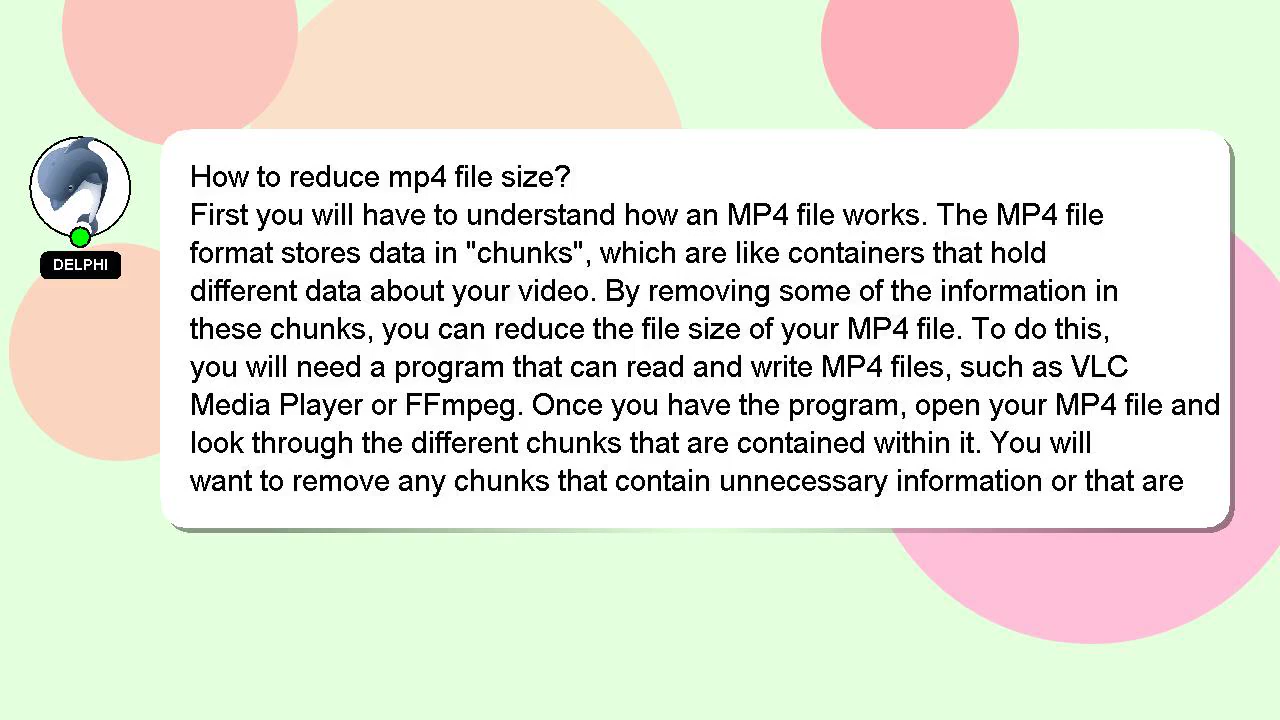 How to reduce mp4 file size?
First you will have to understand how an MP4 file works. The MP4 file
format stores data in "chunks", which are like containers that hold
different data about your video. By removing some of the information in
these chunks, you can reduce the file size of your MP4 file. To do this,
you will need a program that can read and write MP4 files, such as VLC
Media Player or FFmpeg. Once you have the program, open your MP4 file and
look through the different chunks that are contained within it. You will
want to remove any chunks that contain unnecessary information or that are
DELPHI